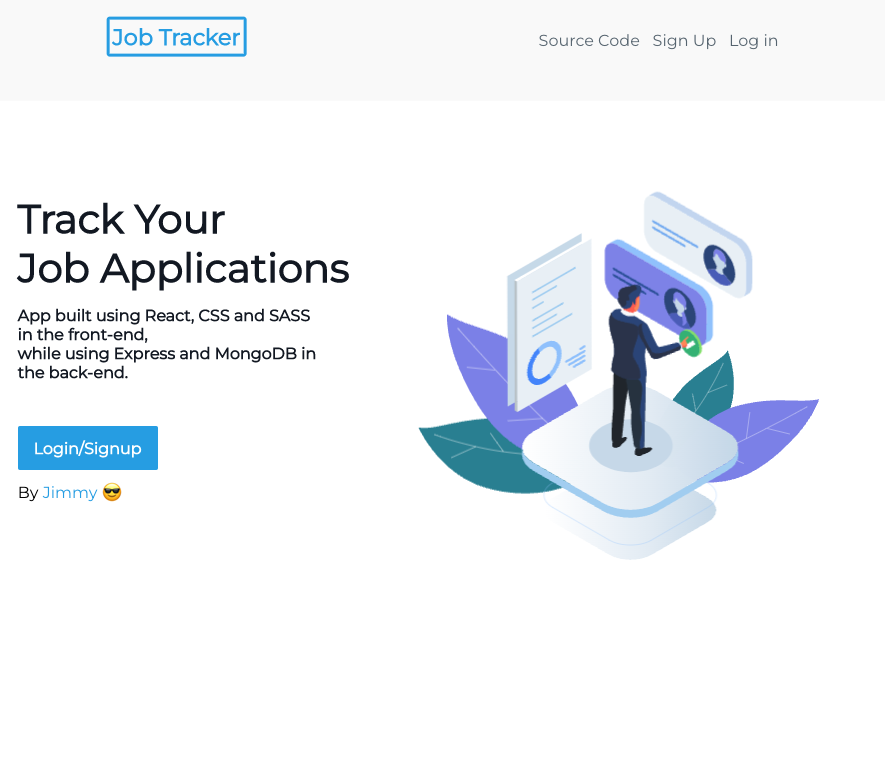 Job Tracker
Source Code Sign Up Log in
Track Your
Job Applications
App built using React, CSS and SASS
in the front-end,
while using Express and MongoDB in
the back-end.
Login/Signup
By Jimmy 😎